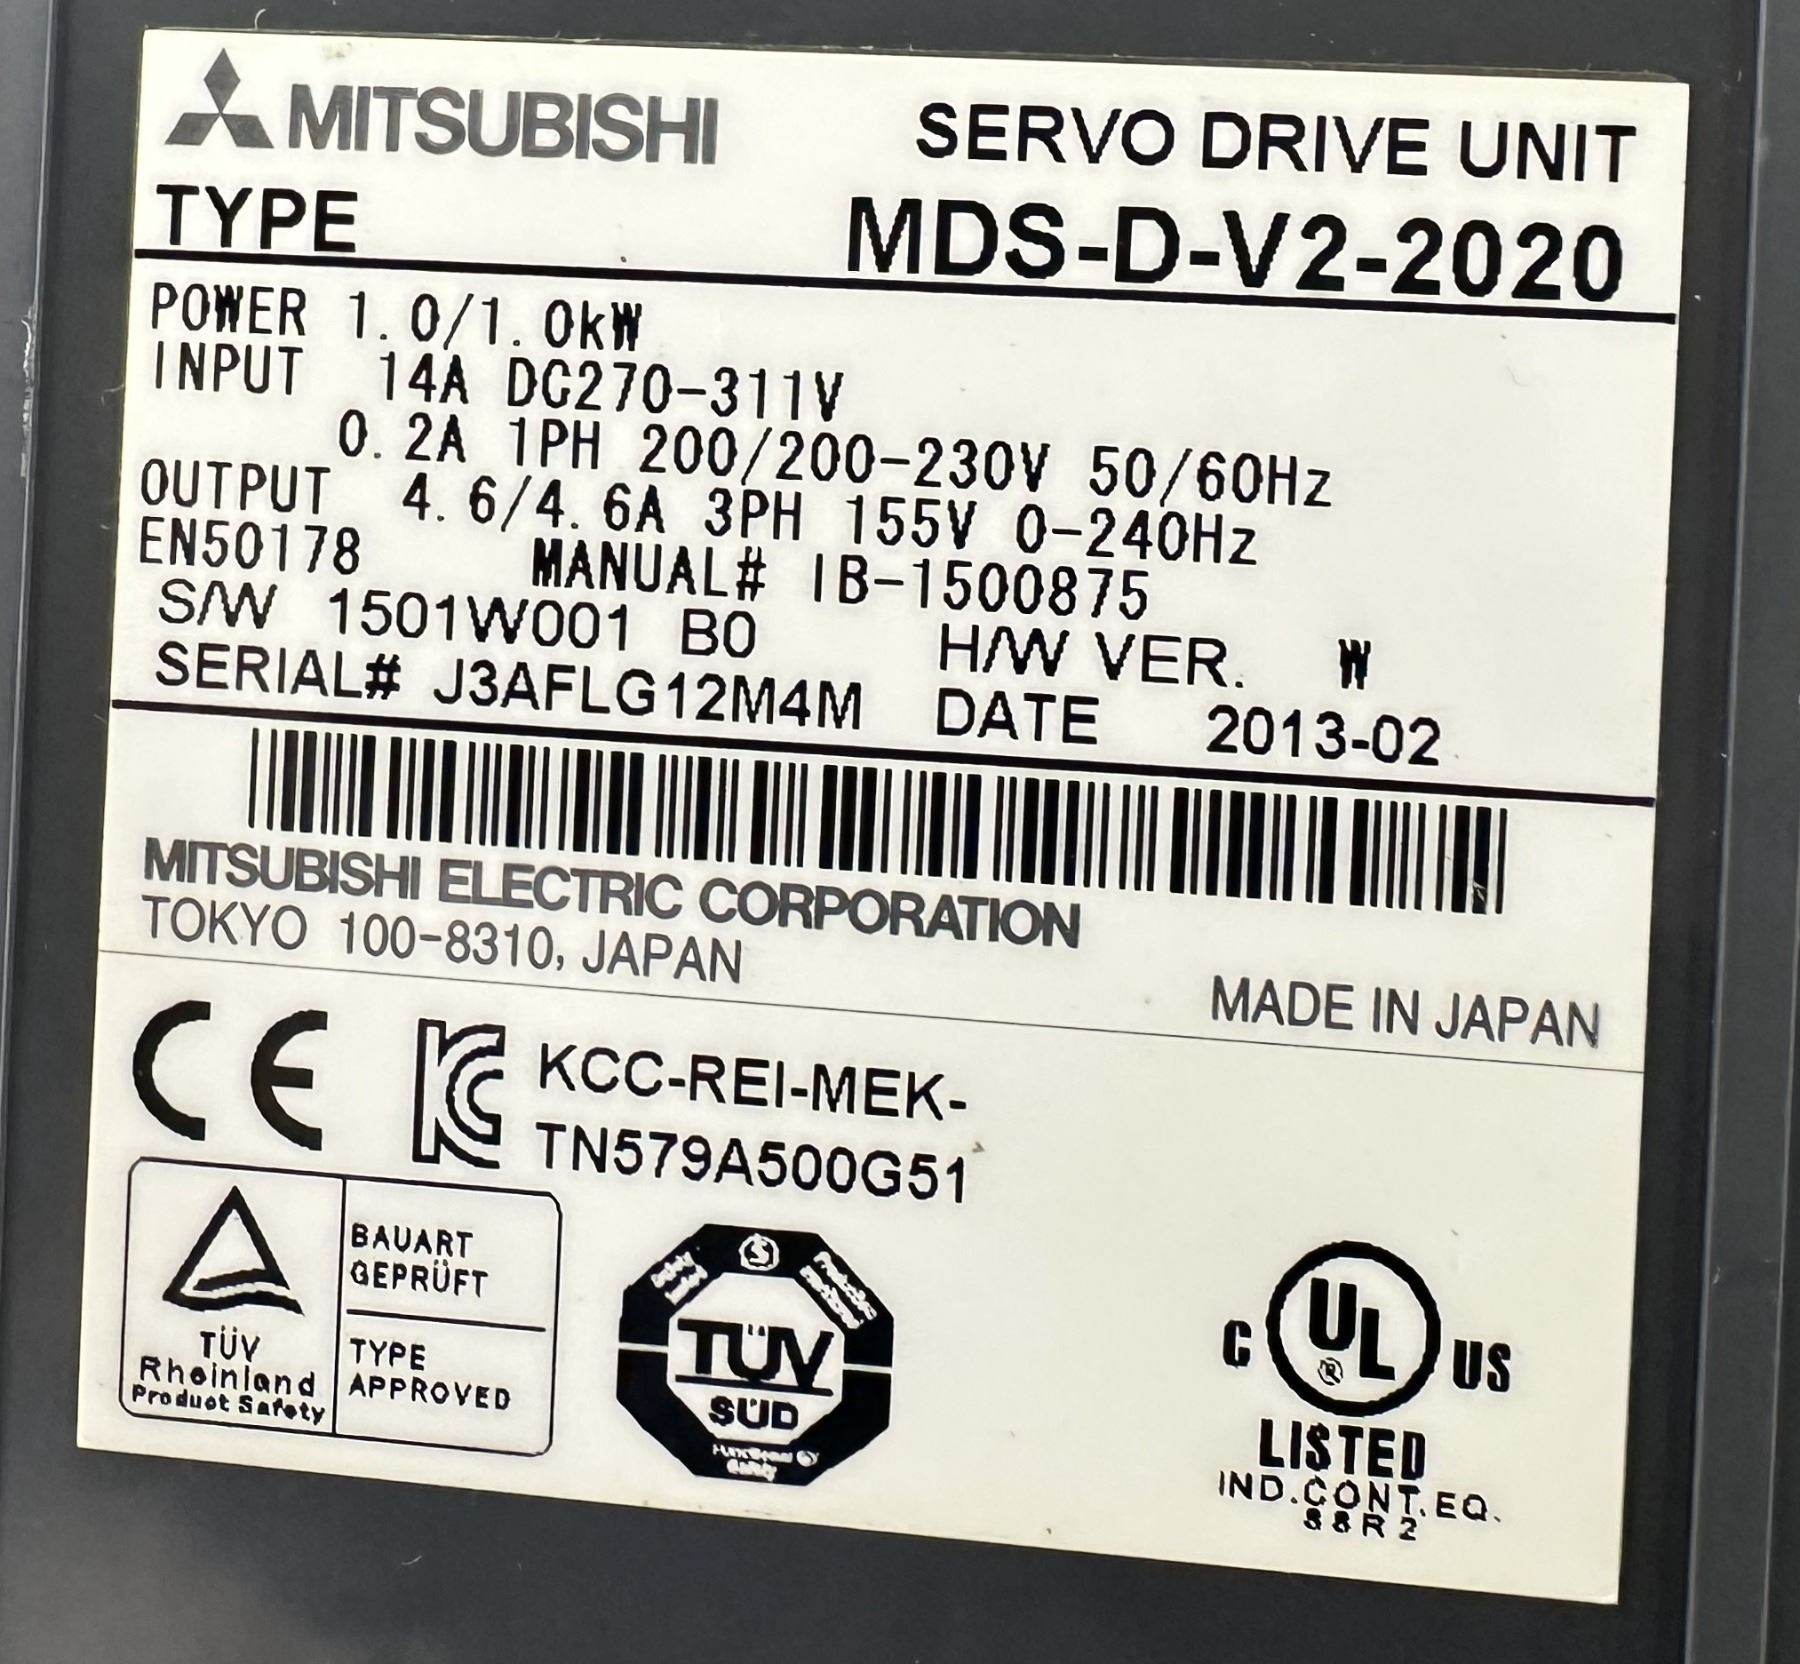 MITSUBISHI SERVO DRIVE UNIT
TYPE MDS-D-V2-2020
POWER 1.0/1.0kW
INPUT 14A DC270-311V
0.2A 1PH 200/200-230V 50/60Hz
OUTPUT 4.6/4.6A 3PH 155V 0-240Hz
EN50178 MANUAL# IB-1500875
S/W 1501W001 B0 H/W VER. W
SERIAL# J3AFLG12M4M DATE 2013-02
MITSUBISHI ELECTRIC CORPORATION
TOKYO 100-8310, JAPAN
MADE IN JAPAN
CE
KC KCC-REI-MEK-
TN579A500G51
TÜV
Rheinland
Product Safety
BAUART
GEPRÜFT
TYPE
APPROVED
TÜV
SÜD
Functional
Safety
C UL ® US
LISTED
IND.CONT.EQ.
88R2